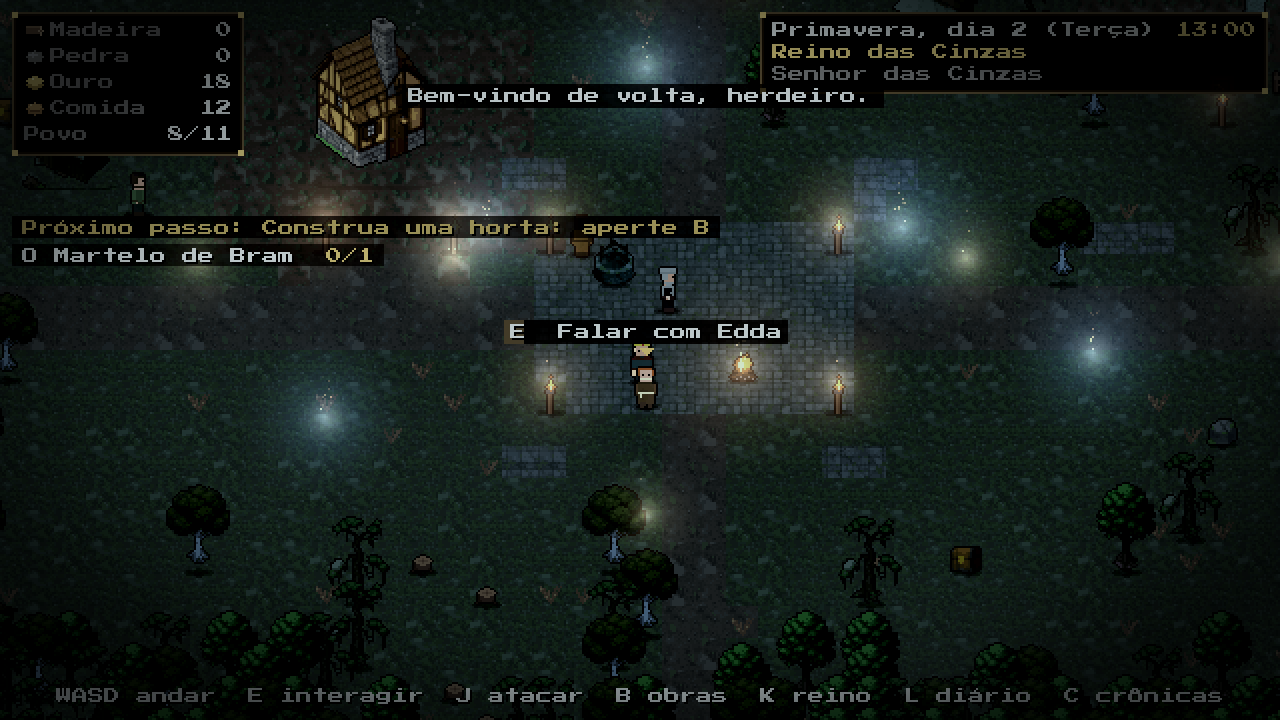 Madeira 0
Pedra 0
Ouro 18
Comida 12
Povo 8/11
Primavera, dia 2 (Terça) 13:00
Reino das Cinzas
Senhor das Cinzas
Bem-vindo de volta, herdeiro.
Próximo passo: Construa uma horta: aperte B
O Martelo de Bram 0/1
E Falar com Edda
WASD andar E interagir J atacar B obras K reino L diário C crônicas